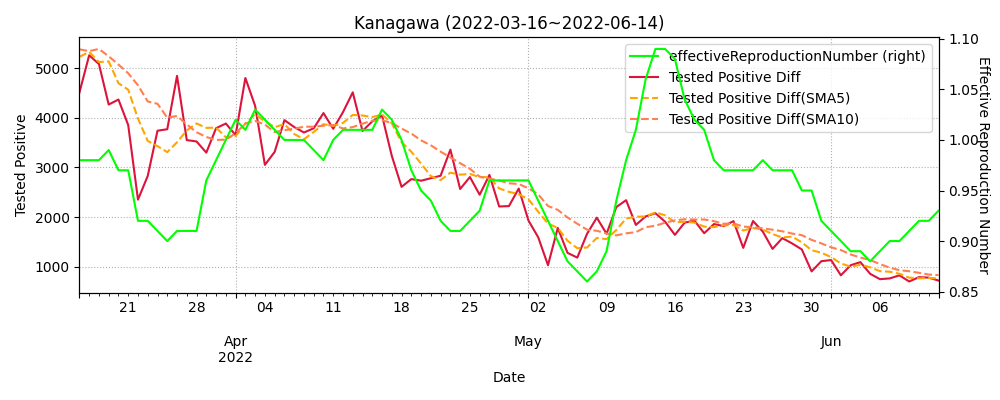 Kanagawa (2022-03-16~2022-06-14)
effectiveReproductionNumber (right)
Tested Positive Diff
Tested Positive Diff(SMA5)
Tested Positive Diff(SMA10)
Tested Positive
5000
4000
3000
2000
1000
Effective Reproduction Number
1.10
1.05
1.00
0.95
0.90
0.85
21 28 04 11 18 25 02 09 16 23 30 06
Apr May Jun
2022
Date